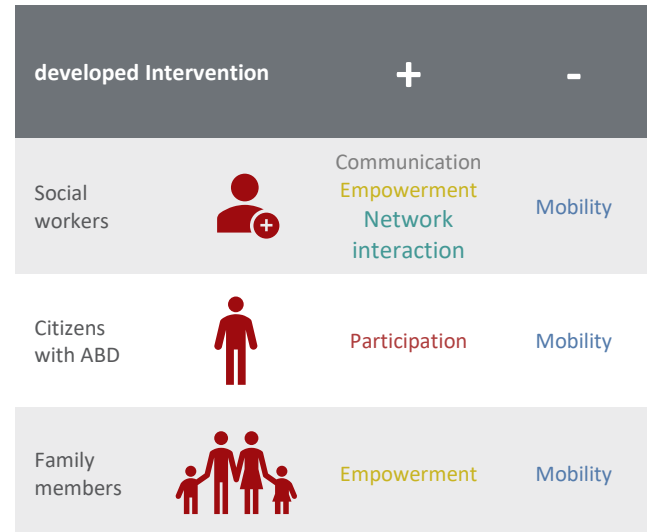 developed Intervention + -
Social
workers
Communication
Empowerment
Network
interaction
Mobility
Citizens
with ABD
Participation
Mobility
Family
members
Empowerment
Mobility